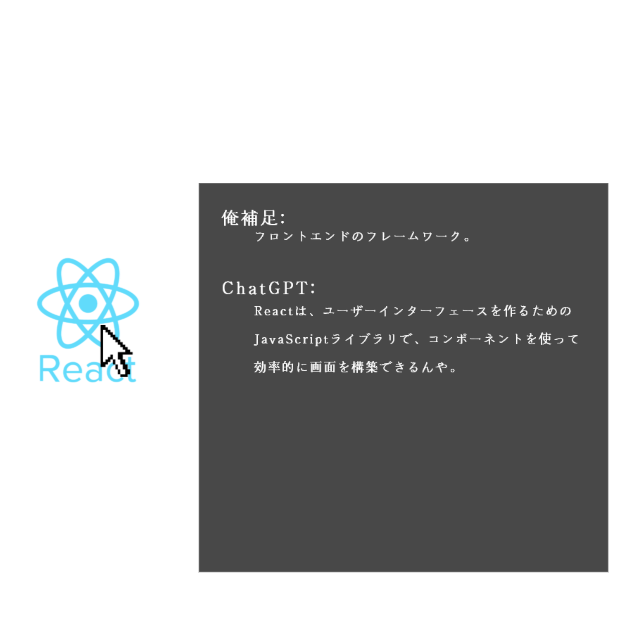 俺補足:
フロントエンドのフレームワーク。
ChatGPT:
Reactは、ユーザーインターフェースを作るための
JavaScriptライブラリで、コンポーネントを使って
効率的に画面を構築できるんや。
React